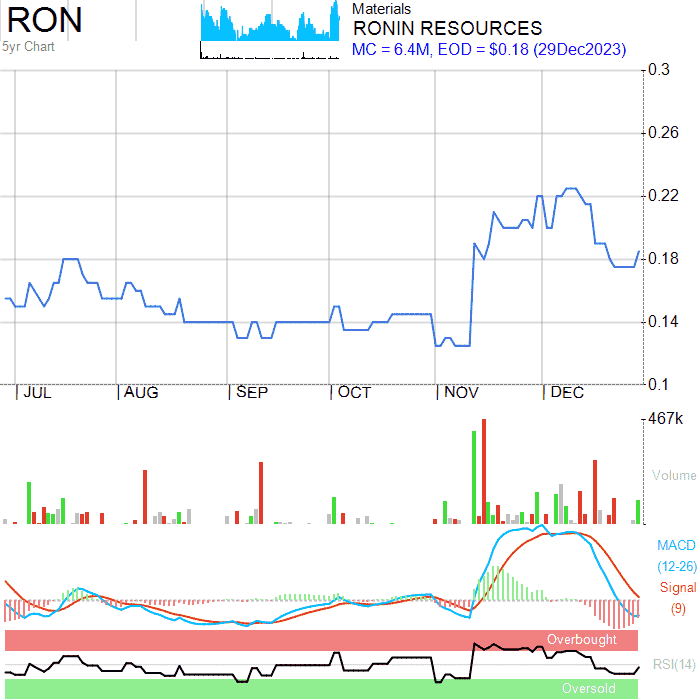 RON
5yr Chart
Materials
RONIN RESOURCES
MC = 6.4M, EOD = $0.18 (29Dec2023)
0.3
0.26
0.22
0.18
0.14
0.1
JUL AUG SEP OCT NOV DEC
467k
Volume
MACD
(12-26)
Signal
(9)
Overbought
RSI(14)
Oversold